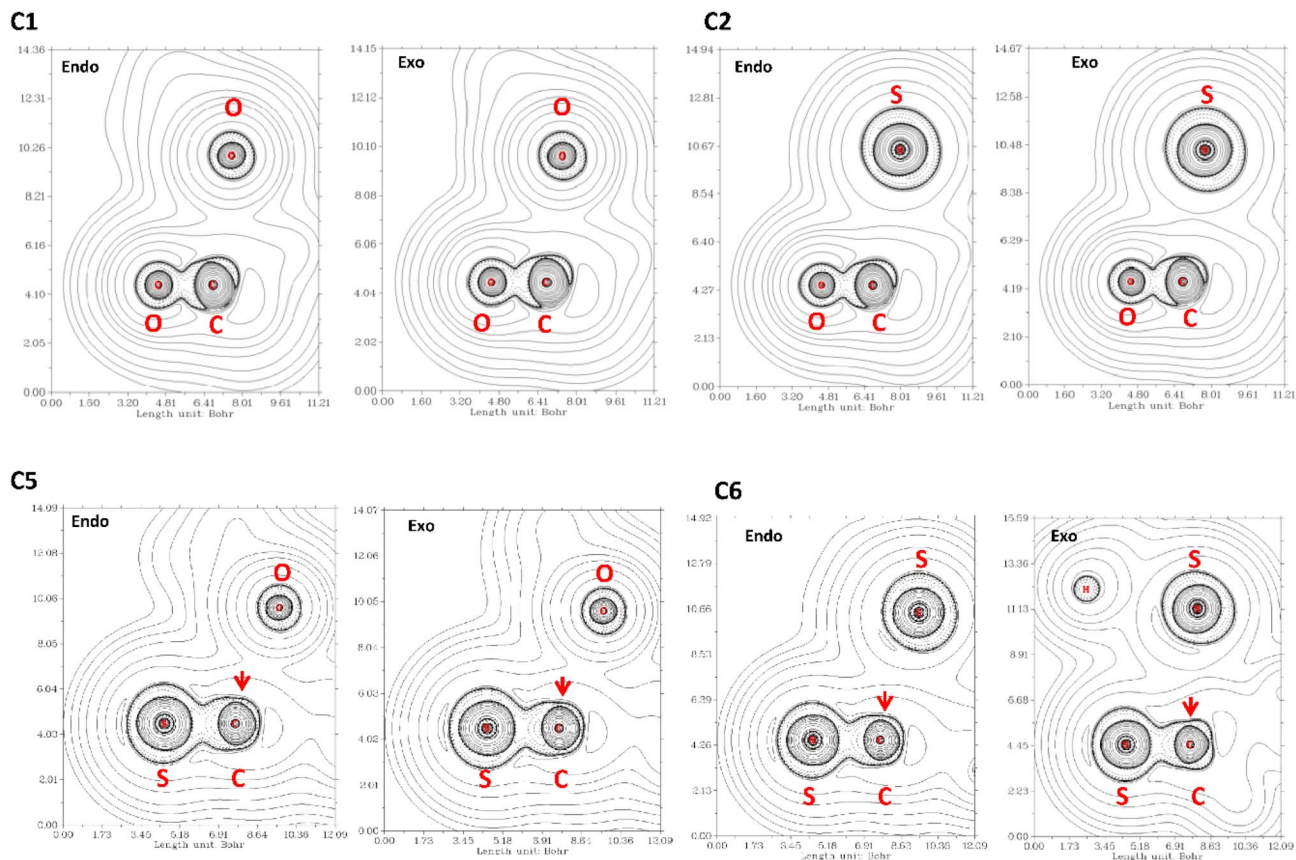 C1
Endo
14.36
12.31
10.26
8.21
6.16
4.10
2.05
0.00
O
O C
0.00 1.60 3.20 4.81 6.41 8.01 9.61 11.21
Length unit: Bohr
Exo
14.15
12.12
10.10
8.08
6.06
4.04
2.02
0.00
O
O C
0.00 1.60 3.20 4.80 6.41 8.01 9.61 11.21
Length unit: Bohr
C2
Endo
14.94
12.81
10.67
8.54
6.40
4.27
2.13
0.00
S
O C
0.00 1.60 3.20 4.81 6.41 8.01 9.61 11.21
Length unit: Bohr
Exo
14.67
12.58
10.48
8.38
6.29
4.19
2.10
0.00
S
O C
0.00 1.60 3.20 4.80 6.41 8.01 9.61 11.21
Length unit: Bohr
C5
Endo
14.09
12.08
10.06
8.05
6.04
4.03
2.01
0.00
O
S C
0.00 1.73 3.45 5.18 6.91 8.64 10.36 12.09
Length unit: Bohr
Exo
14.07
12.06
10.05
8.04
6.03
4.02
2.01
0.00
O
S C
0.00 1.73 3.45 5.18 6.91 8.63 10.36 12.09
Length unit: Bohr
C6
Endo
14.92
12.79
10.66
8.53
6.39
4.26
2.13
0.00
S
S C
0.00 1.73 3.45 5.18 6.91 8.64 10.36 12.09
Length unit: Bohr
Exo
15.59
13.36
11.13
8.91
6.68
4.45
2.23
0.00
S
H
S C
0.00 1.73 3.45 5.18 6.91 8.64 10.36 12.09
Length unit: Bohr